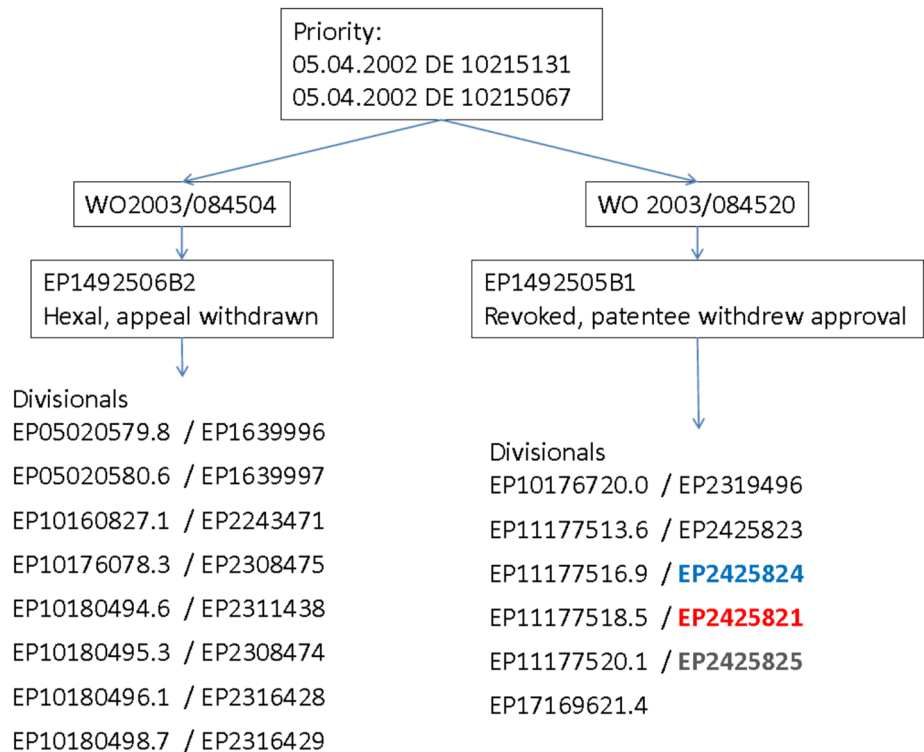 Priority:
05.04.2002 DE 10215131
05.04.2002 DE 10215067
WO2003/084504
WO 2003/084520
EP1492506B2
Hexal, appeal withdrawn
EP1492505B1
Revoked, patentee withdrew approval
Divisionals
EP05020579.8 / EP1639996
EP05020580.6 / EP1639997
EP10160827.1 / EP2243471
EP10176078.3 / EP2308475
EP10180494.6 / EP2311438
EP10180495.3 / EP2308474
EP10180496.1 / EP2316428
EP10180498.7 / EP2316429
Divisionals
EP10176720.0 / EP2319496
EP11177513.6 / EP2425823
EP11177516.9 / EP2425824
EP11177518.5 / EP2425821
EP11177520.1 / EP2425825
EP17169621.4